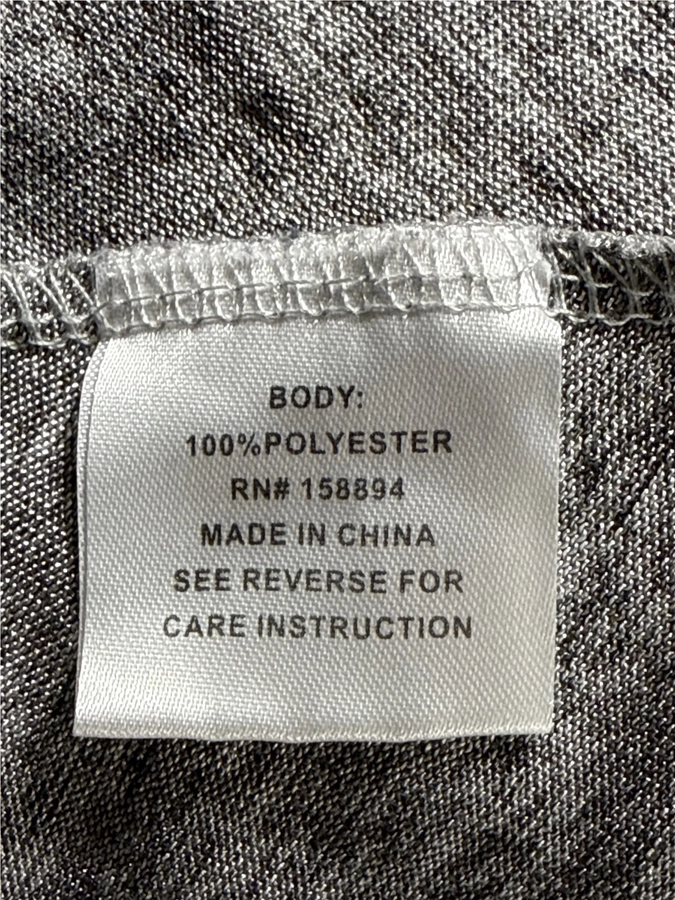 BODY:
100%POLYESTER
RN# 158894
MADE IN CHINA
SEE REVERSE FOR
CARE INSTRUCTION